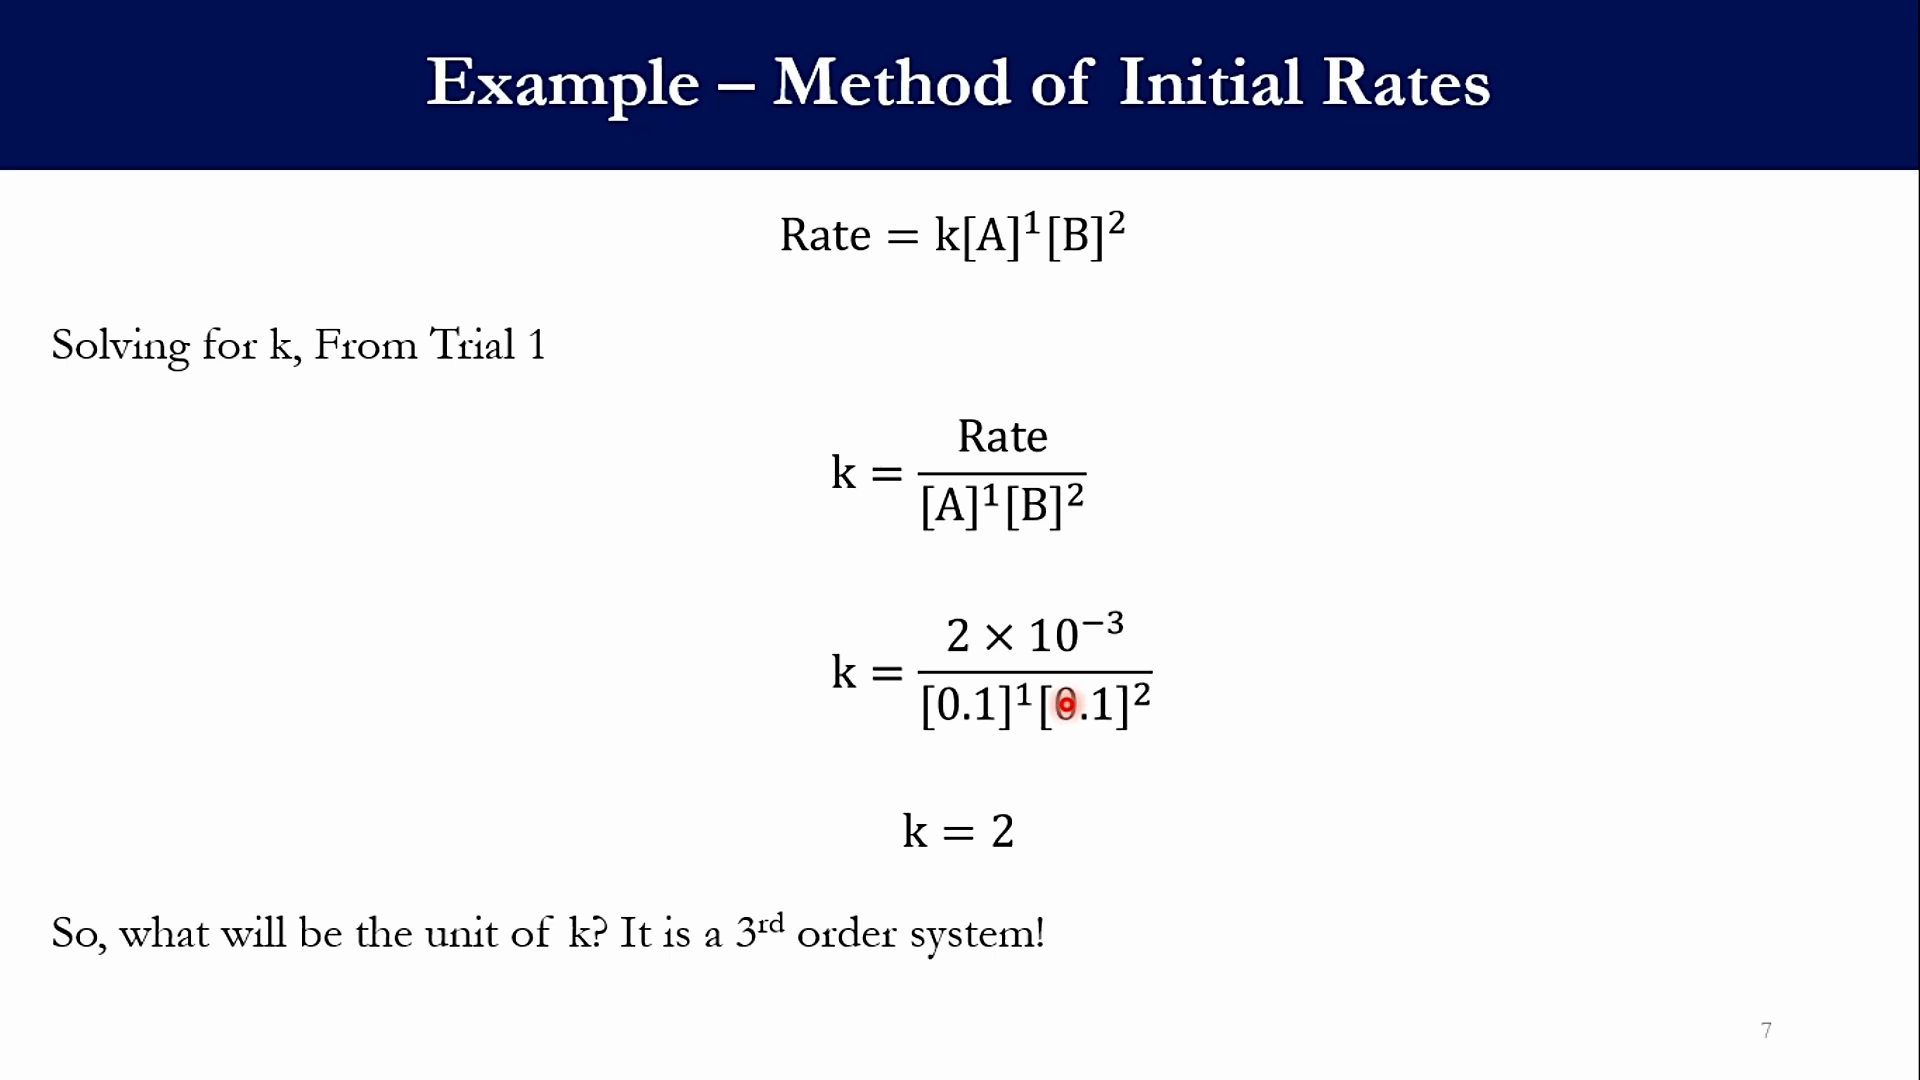 Example – Method of Initial Rates
Rate = k[A]¹[B]²
Solving for k, From Trial 1
k = Rate / [A]¹[B]²
k = 2 × 10⁻³ / [0.1]¹[0.1]²
k = 2
So, what will be the unit of k? It is a 3ʳᵈ order system!
7